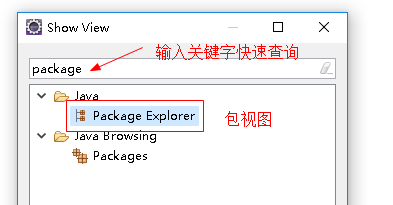 Show View
输入关键字快速查询
package
Java
Package Explorer
包视图
Java Browsing
Packages